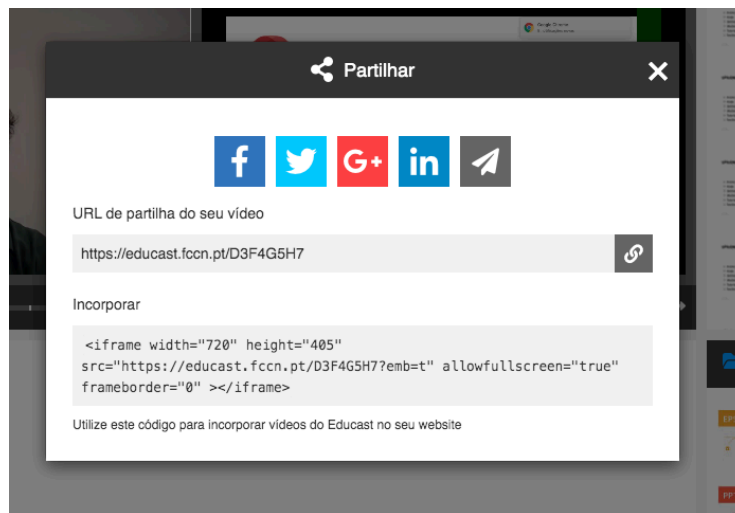 Google Chrome
Partilhar
URL de partilha do seu vídeo
https://educast.fccn.pt/D3F4G5H7
Incorporar
<iframe width="720" height="405"
src="https://educast.fccn.pt/D3F4G5H7?emb=t" allowfullscreen="true"
frameborder="0" ></iframe>
Utilize este código para incorporar vídeos do Educast no seu website